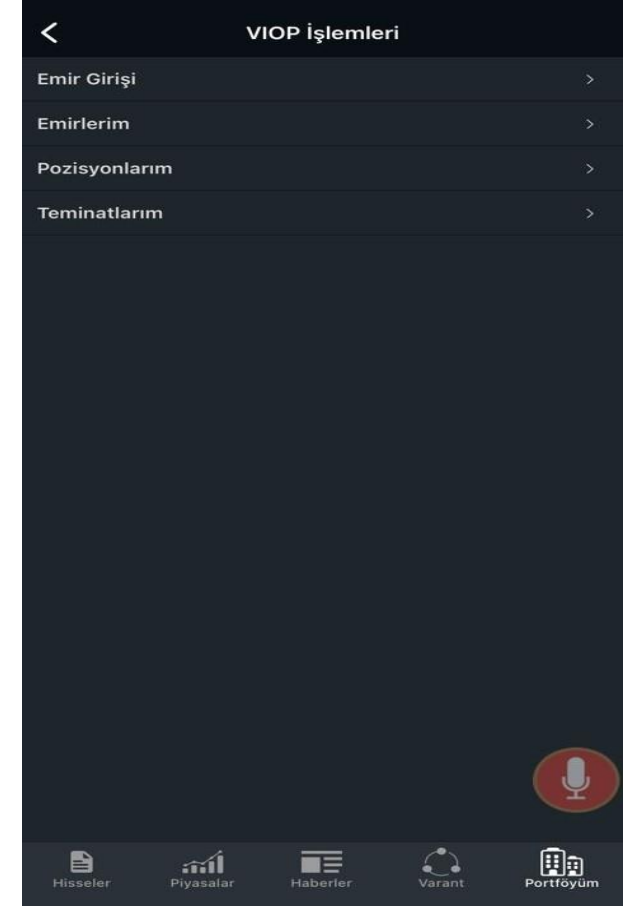 VIOP İşlemleri
Emir Girişi
Emirlerim
Pozisyonlarım
Teminatlarım
Hisseler Piyasalar Haberler Varant Portföyüm